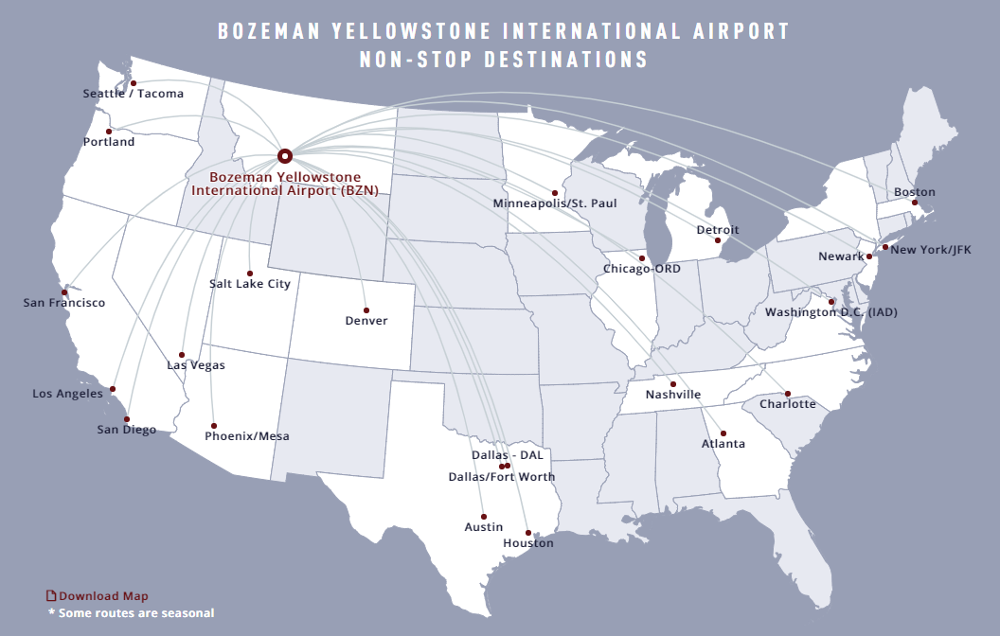 BOZEMAN YELLOWSTONE INTERNATIONAL AIRPORT
NON-STOP DESTINATIONS
Seattle / Tacoma
Portland
Bozeman Yellowstone
International Airport (BZN)
Minneapolis/St. Paul
Boston
Detroit
New York/JFK
Newark
Chicago-ORD
Salt Lake City
San Francisco
Washington D.C. (IAD)
Denver
Las Vegas
Los Angeles
Nashville
Charlotte
San Diego
Phoenix/Mesa
Atlanta
Dallas - DAL
Dallas/Fort Worth
Austin
Houston
Download Map
* Some routes are seasonal